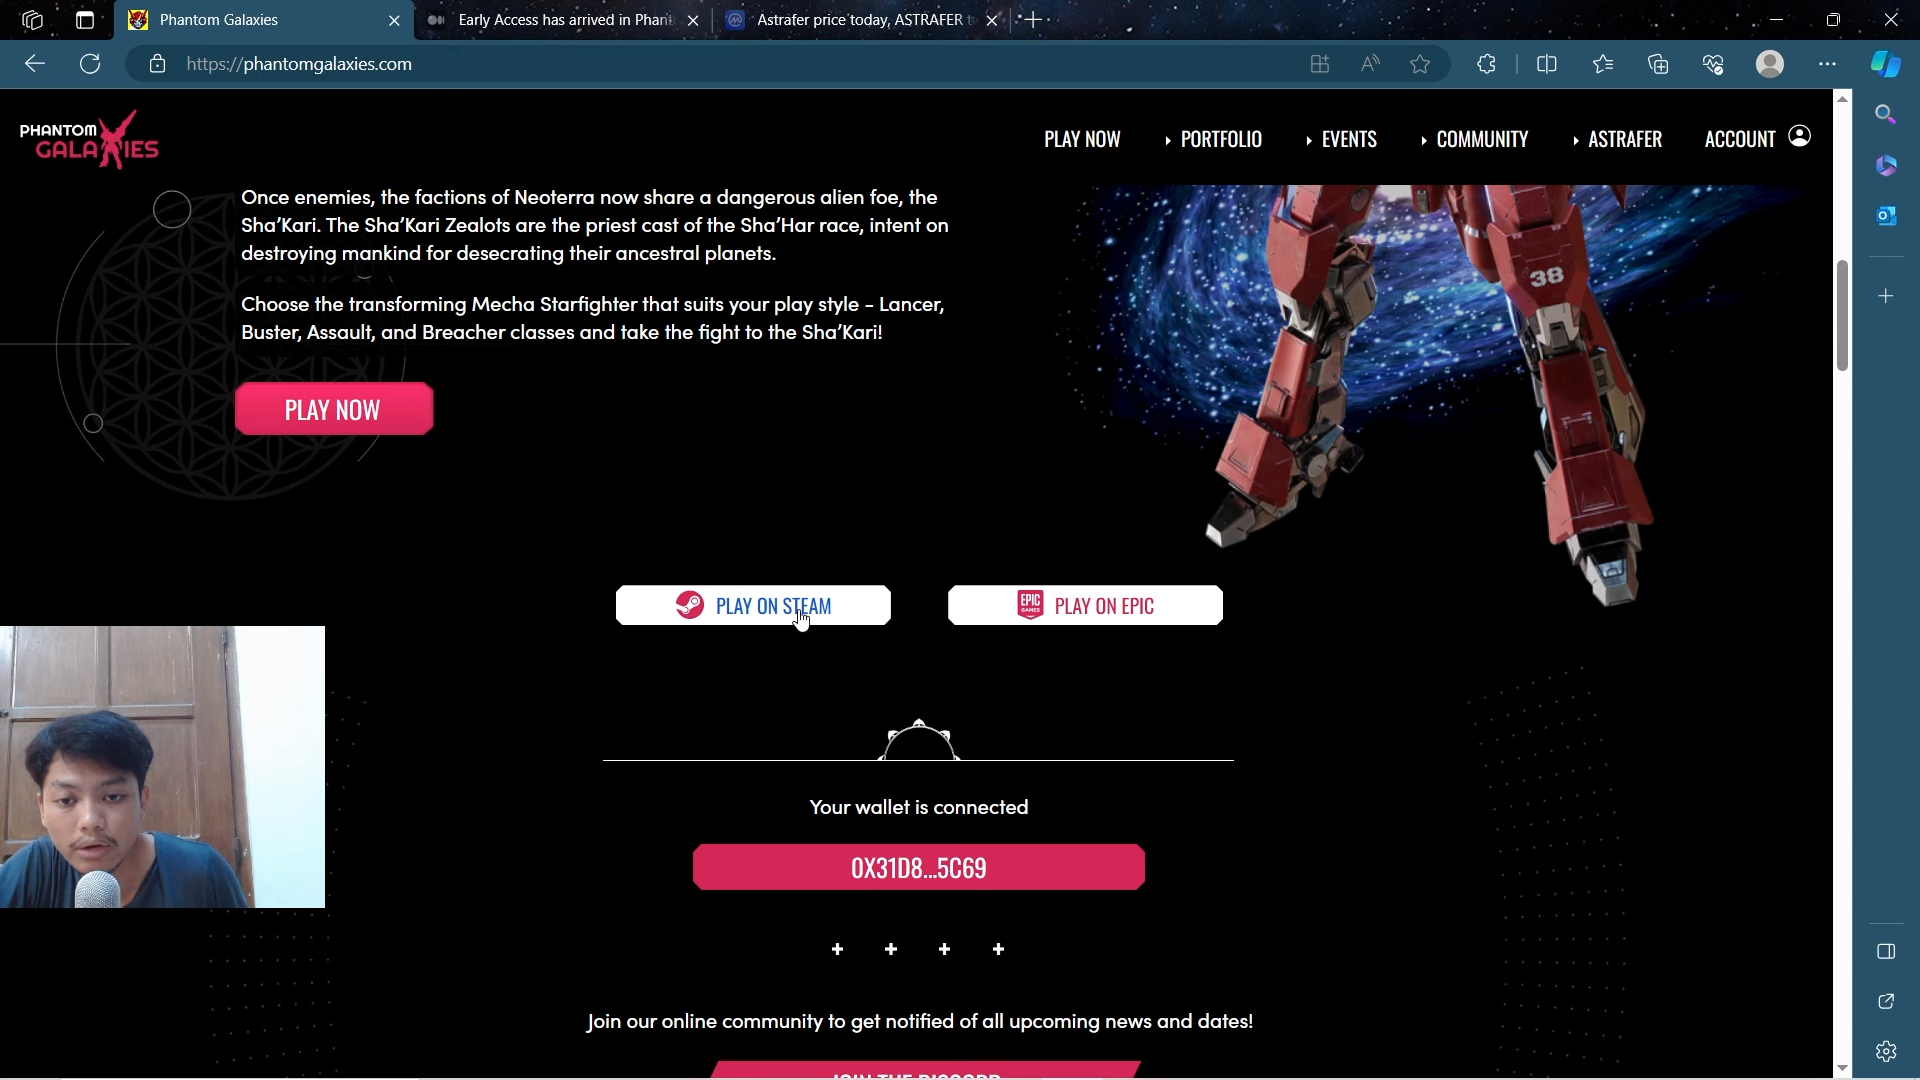 Phantom Galaxies
Early Access has arrived in Phant
Astrafer price today, ASTRAFER t
https://phantomgalaxies.com
PHANTOM
GALAXIES
PLAY NOW
PORTFOLIO
EVENTS
COMMUNITY
ASTRAFER
ACCOUNT
Once enemies, the factions of Neoterra now share a dangerous alien foe, the
Sha'Kari. The Sha'Kari Zealots are the priest cast of the Sha'Har race, intent on
destroying mankind for desecrating their ancestral planets.
Choose the transforming Mecha Starfighter that suits your play style - Lancer,
Buster, Assault, and Breacher classes and take the fight to the Sha'Kari!
38
PLAY NOW
PLAY ON STEAM
EPIC
GAMES
PLAY ON EPIC
Your wallet is connected
0X31D8...5C69
Join our online community to get notified of all upcoming news and dates!
JOIN THE DISCORD